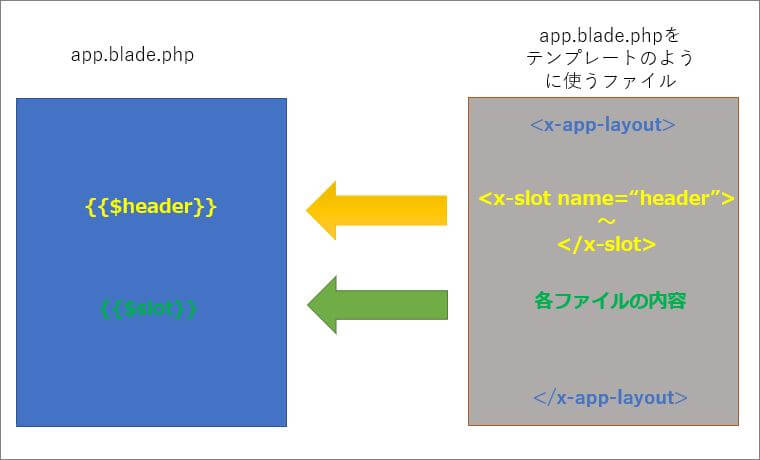 app.blade.php
{{$header}}
{{$slot}}
app.blade.phpを
テンプレートのよう
に使うファイル
<x-app-layout>
<x-slot name=“header”>
～
</x-slot>
各ファイルの内容
</x-app-layout>